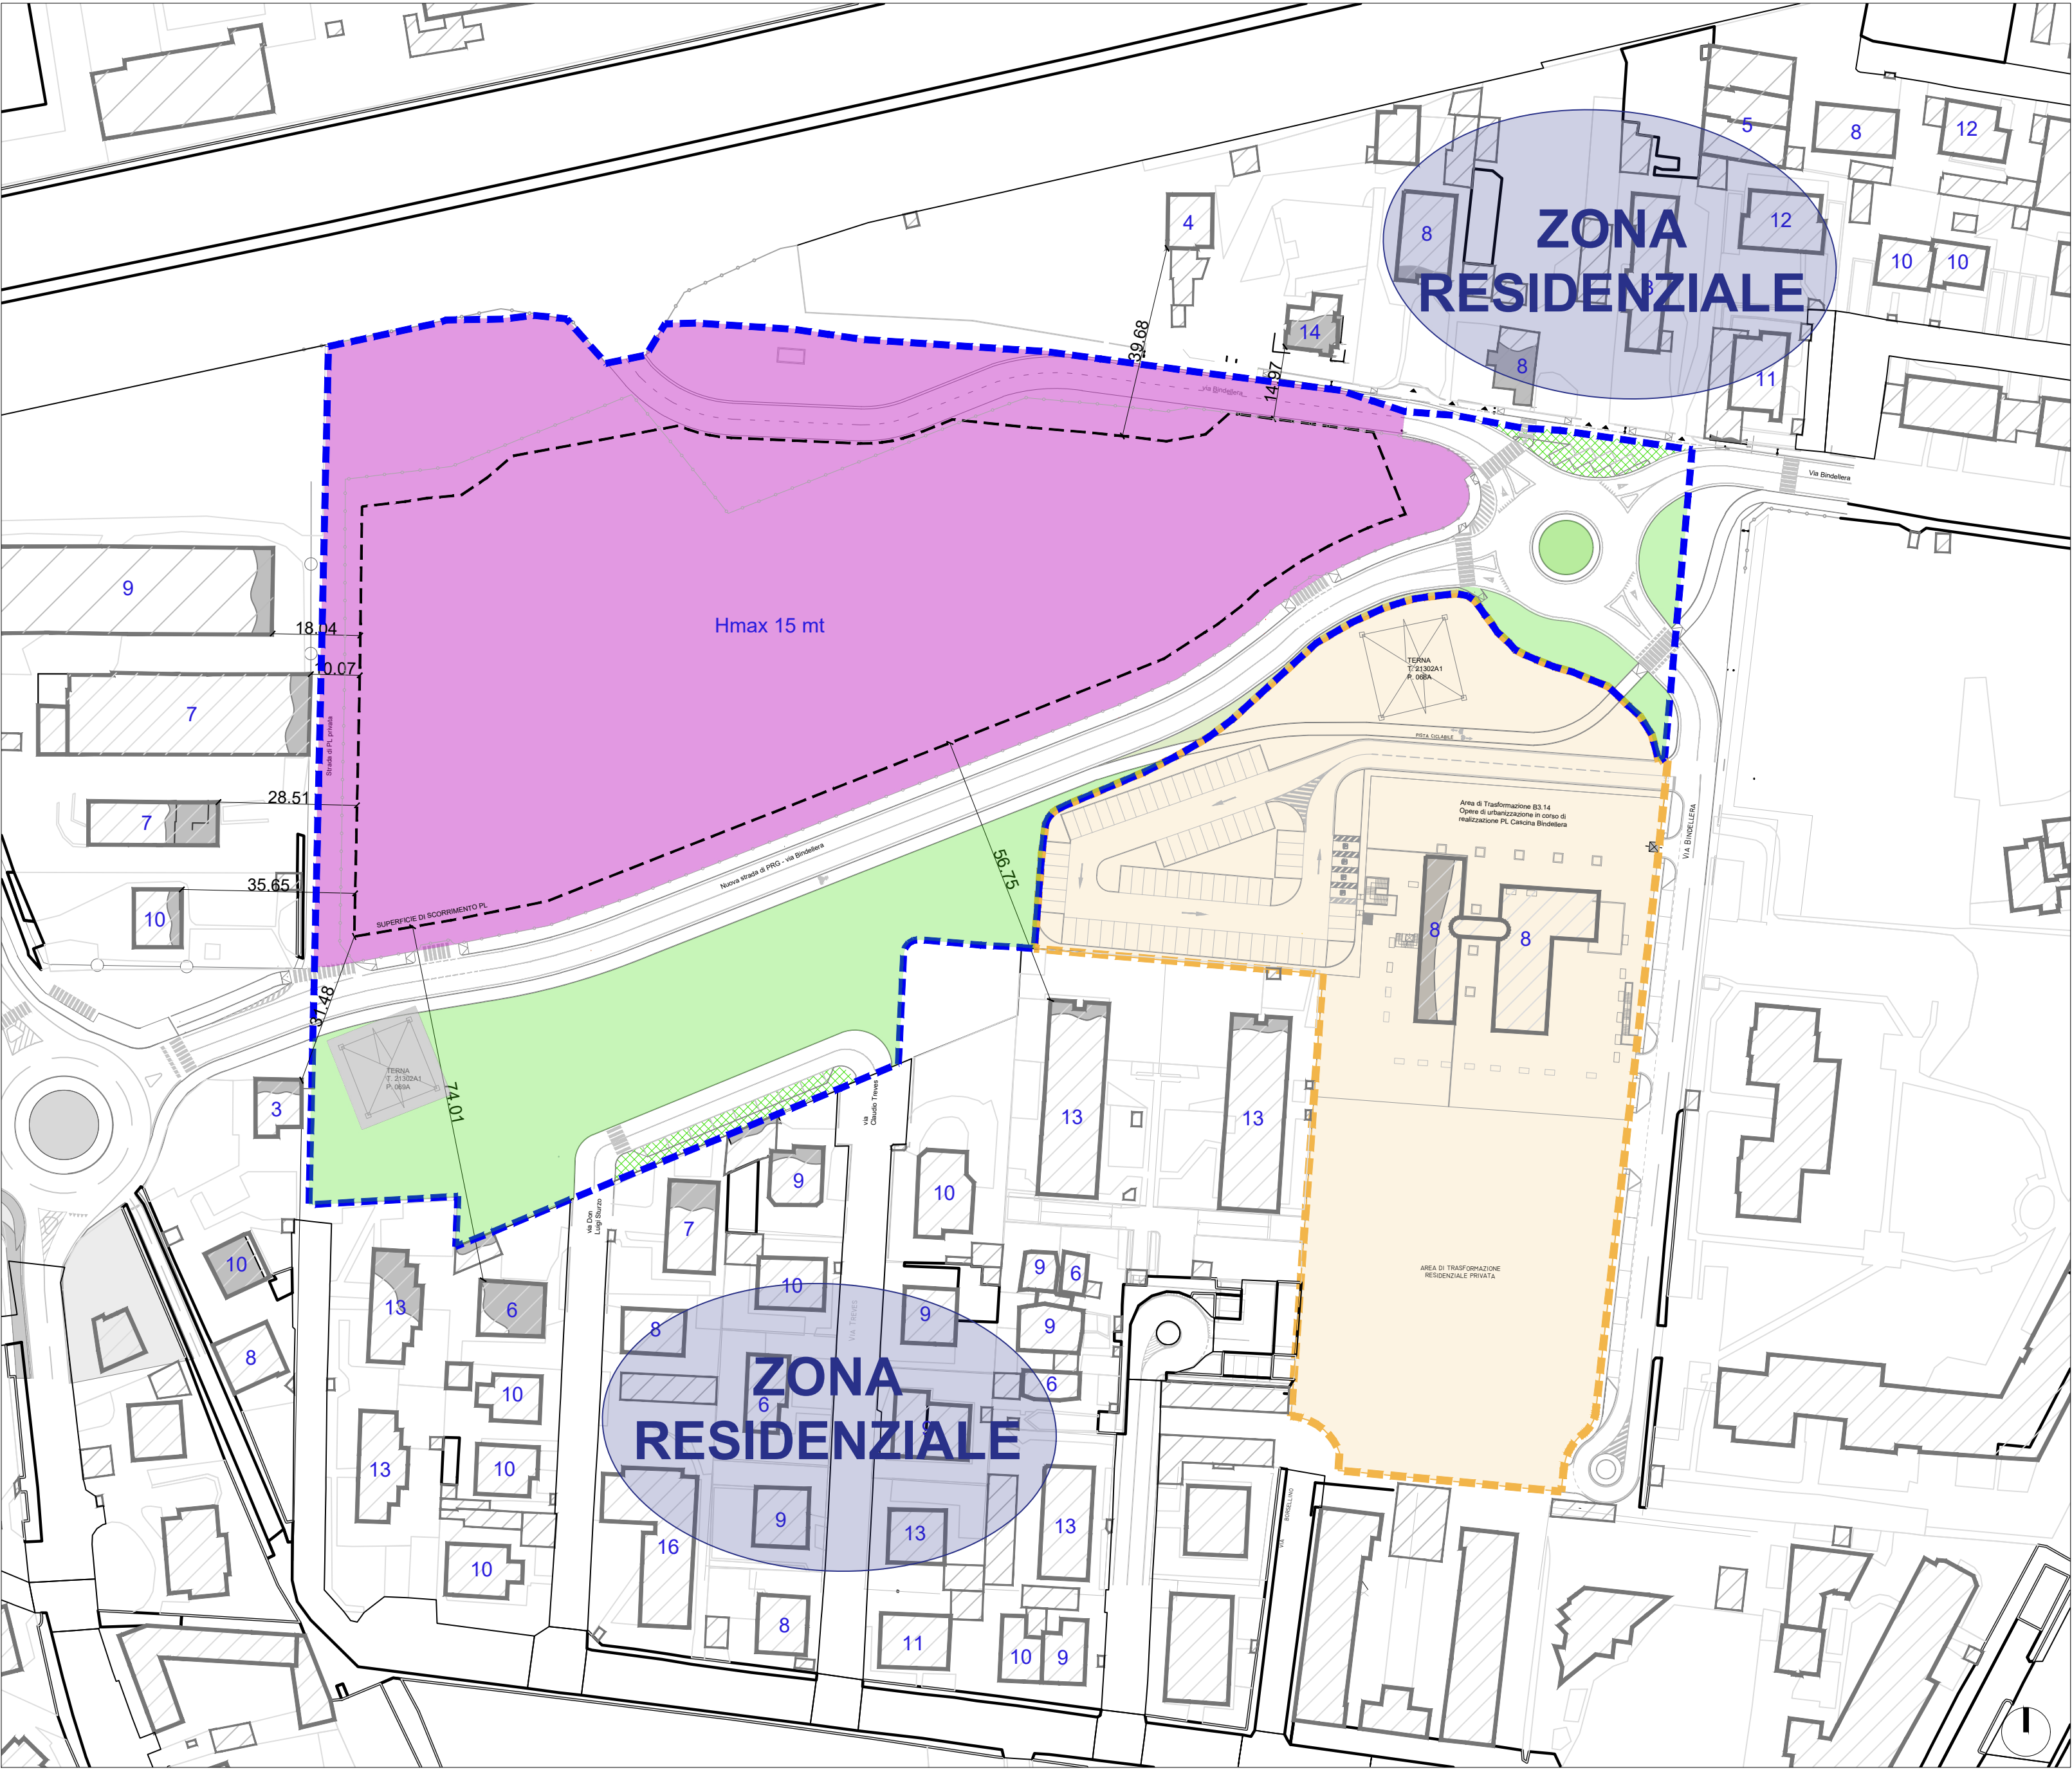 5
8
12
4
8
ZONA
RESIDENZIALE
12
10
10
3
39.68
14
8
11
14.97
via Bindellera
Via Bindellera
9
Hmax 15 mt
18.04
10.07
TERNA
T. 21302A1
P. 068A
7
Strada di PL privata
PISTA CICLABILE
28.51
7
Area di Trasformazione B3.14
Opere di urbanizzazione in corso di
realizzazione PL Cascina Bindellera
VIA BINDELLERA
Nuova strada di PRG - via Bindellera
56.75
35.65
10
SUPERFICIE DI SCORRIMENTO PL
8
8
31.48
TERNA
T. 21302A1
P. 069A
74.01
3
via
Claudio Treves
13
13
9
10
via Don
Luigi Sturzo
7
10
13
6
10
9
9
6
AREA DI TRASFORMAZIONE
RESIDENZIALE PRIVATA
8
8
VIA TREVES
9
ZONA
RESIDENZIALE
10
6
9
6
13
10
16
9
13
13
VIA BORSELLINO
10
8
11
10
9